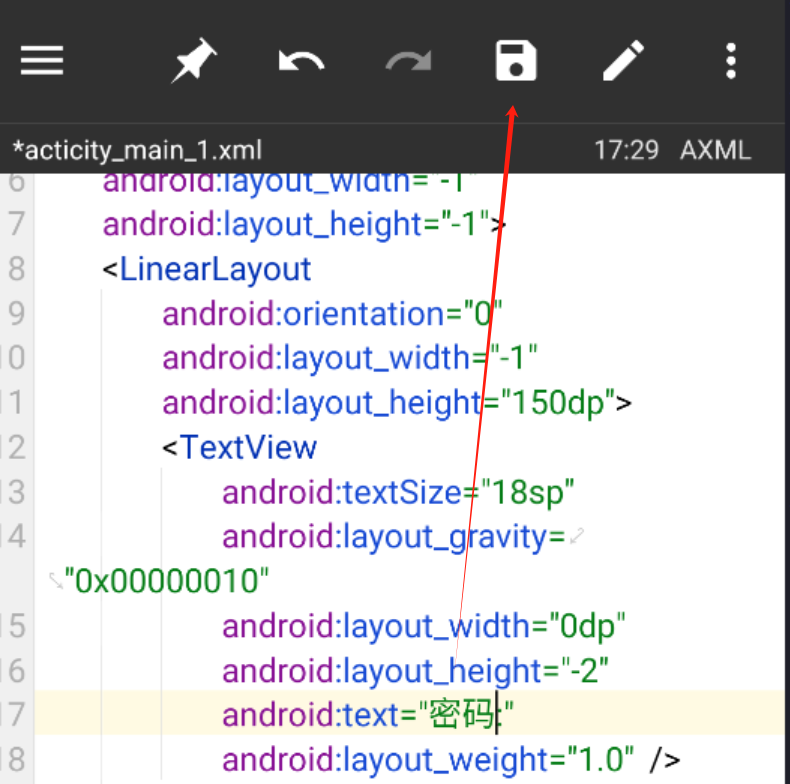 *acticity_main_1.xml 17:29 AXML
6 android:layout_width="-1"
7 android:layout_height="-1">
8 <LinearLayout
9 android:orientation="0"
10 android:layout_width="-1"
11 android:layout_height="150dp">
12 <TextView
13 android:textSize="18sp"
14 android:layout_gravity=
"0x00000010"
15 android:layout_width="0dp"
16 android:layout_height="-2"
17 android:text="密码:"
18 android:layout_weight="1.0" />